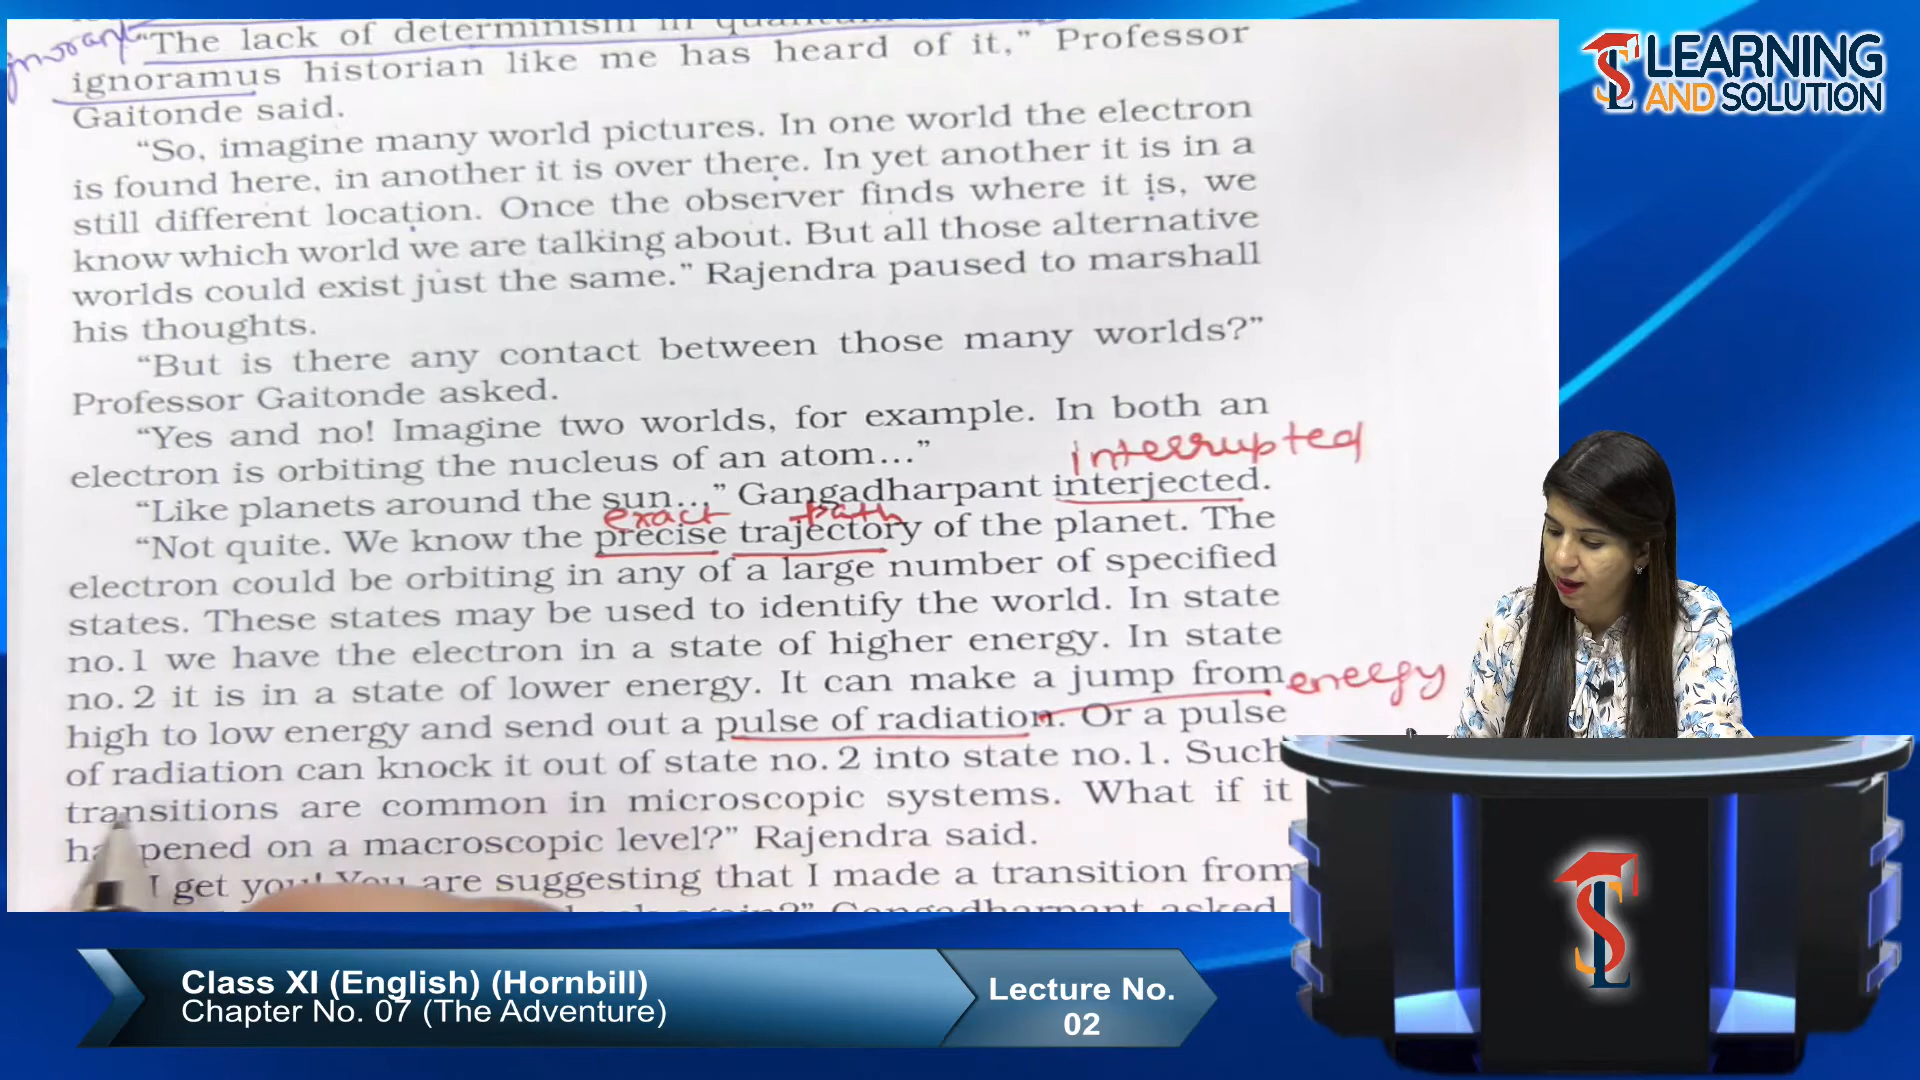 ignorant
"The lack of determinism in quantum
ignoramus historian like me has heard of it," Professor
Gaitonde said.
"So, imagine many world pictures. In one world the electron
is found here, in another it is over there. In yet another it is in a
still different location. Once the observer finds where it is, we
know which world we are talking about. But all those alternative
worlds could exist just the same." Rajendra paused to marshall
his thoughts.
"But is there any contact between those many worlds?"
Professor Gaitonde asked.
"Yes and no! Imagine two worlds, for example. In both an
electron is orbiting the nucleus of an atom..."
interrupted
"Like planets around the sun..." Gangadharpant interjected.
exact path
"Not quite. We know the precise trajectory of the planet. The
electron could be orbiting in any of a large number of specified
states. These states may be used to identify the world. In state
no.1 we have the electron in a state of higher energy. In state
no. 2 it is in a state of lower energy. It can make a jump from
energy
high to low energy and send out a pulse of radiation. Or a pulse
of radiation can knock it out of state no. 2 into state no.1. Such
transitions are common in microscopic systems. What if it
happened on a macroscopic level?" Rajendra said.
I get you! You are suggesting that I made a transition from
again?" Gangadharpant asked
LEARNING
AND SOLUTION
Class XI (English) (Hornbill)
Chapter No. 07 (The Adventure)
Lecture No.
02